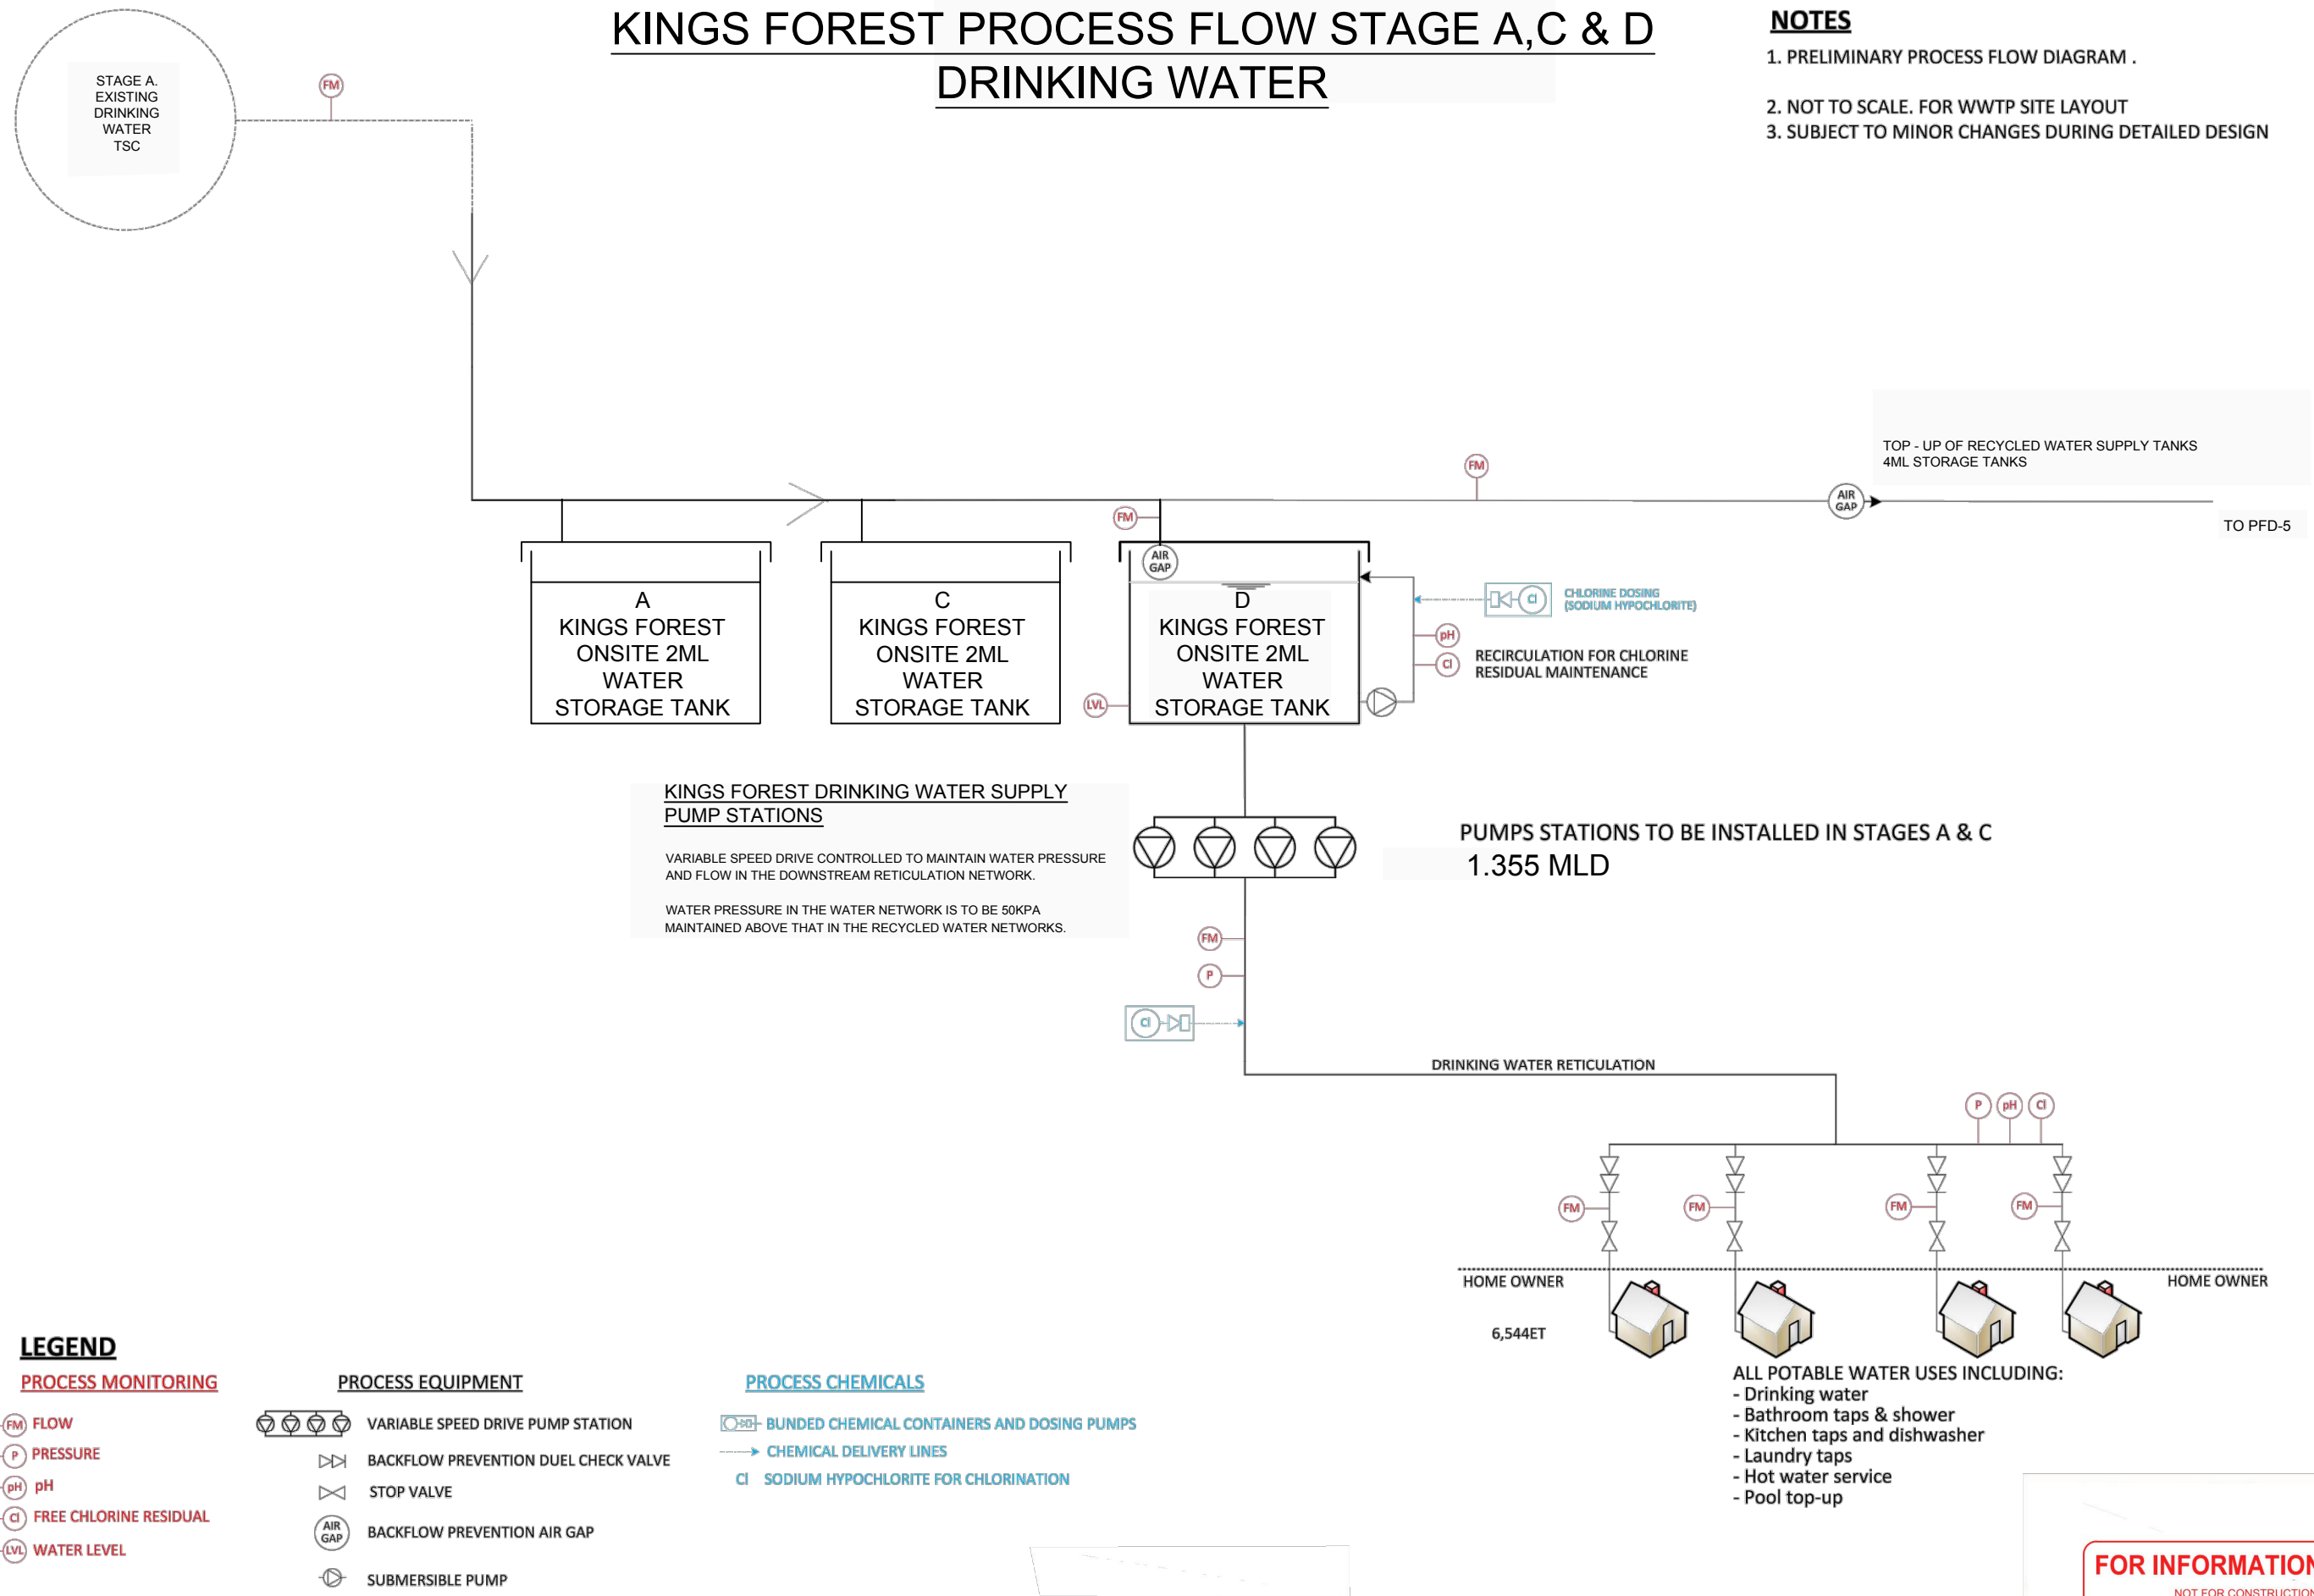 KINGS FOREST PROCESS FLOW STAGE A,C & D
DRINKING WATER
NOTES
1. PRELIMINARY PROCESS FLOW DIAGRAM .
2. NOT TO SCALE. FOR WWTP SITE LAYOUT
3. SUBJECT TO MINOR CHANGES DURING DETAILED DESIGN
STAGE A.
EXISTING
DRINKING
WATER
TSC
FM
TOP - UP OF RECYCLED WATER SUPPLY TANKS
4ML STORAGE TANKS
FM
AIR
GAP
TO PFD-5
FM
AIR
GAP
A
KINGS FOREST
ONSITE 2ML
WATER
STORAGE TANK
C
KINGS FOREST
ONSITE 2ML
WATER
STORAGE TANK
D
KINGS FOREST
ONSITE 2ML
WATER
STORAGE TANK
LVL
Cl
CHLORINE DOSING
(SODIUM HYPOCHLORITE)
pH
Cl
RECIRCULATION FOR CHLORINE
RESIDUAL MAINTENANCE
KINGS FOREST DRINKING WATER SUPPLY
PUMP STATIONS
VARIABLE SPEED DRIVE CONTROLLED TO MAINTAIN WATER PRESSURE
AND FLOW IN THE DOWNSTREAM RETICULATION NETWORK.
WATER PRESSURE IN THE WATER NETWORK IS TO BE 50KPA
MAINTAINED ABOVE THAT IN THE RECYCLED WATER NETWORKS.
PUMPS STATIONS TO BE INSTALLED IN STAGES A & C
1.355 MLD
FM
P
Cl
DRINKING WATER RETICULATION
P pH Cl
FM FM FM FM
HOME OWNER
HOME OWNER
6,544ET
ALL POTABLE WATER USES INCLUDING:
- Drinking water
- Bathroom taps & shower
- Kitchen taps and dishwasher
- Laundry taps
- Hot water service
- Pool top-up
LEGEND
PROCESS MONITORING
FM FLOW
P PRESSURE
pH pH
Cl FREE CHLORINE RESIDUAL
LVL WATER LEVEL
PROCESS EQUIPMENT
VARIABLE SPEED DRIVE PUMP STATION
BACKFLOW PREVENTION DUEL CHECK VALVE
STOP VALVE
AIR
GAP
BACKFLOW PREVENTION AIR GAP
SUBMERSIBLE PUMP
PROCESS CHEMICALS
BUNDED CHEMICAL CONTAINERS AND DOSING PUMPS
CHEMICAL DELIVERY LINES
Cl SODIUM HYPOCHLORITE FOR CHLORINATION
FOR INFORMATION
NOT FOR CONSTRUCTION